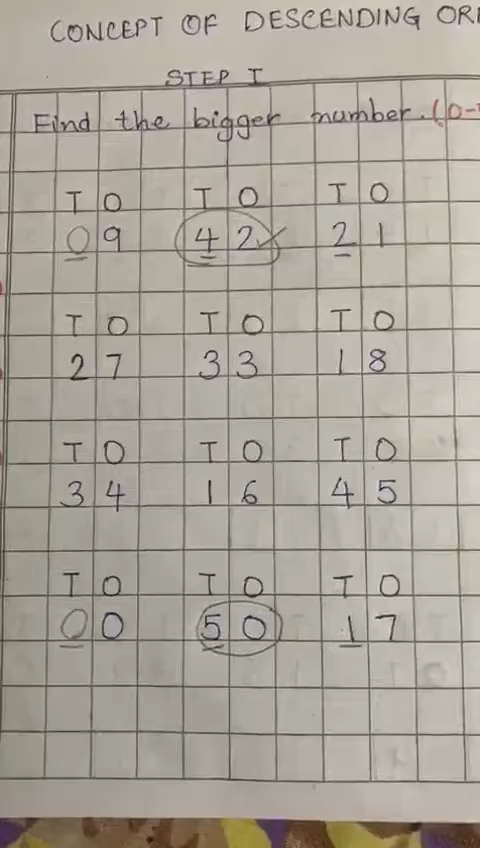 CONCEPT OF DESCENDING
STEP I
Find the bigger number. (0-
T O T O T O
0 9 4 2 2 1
T O T O T O
2 7 3 3 1 8
T O T O T O
3 4 1 6 4 5
T O T O T O
0 0 5 0 1 7